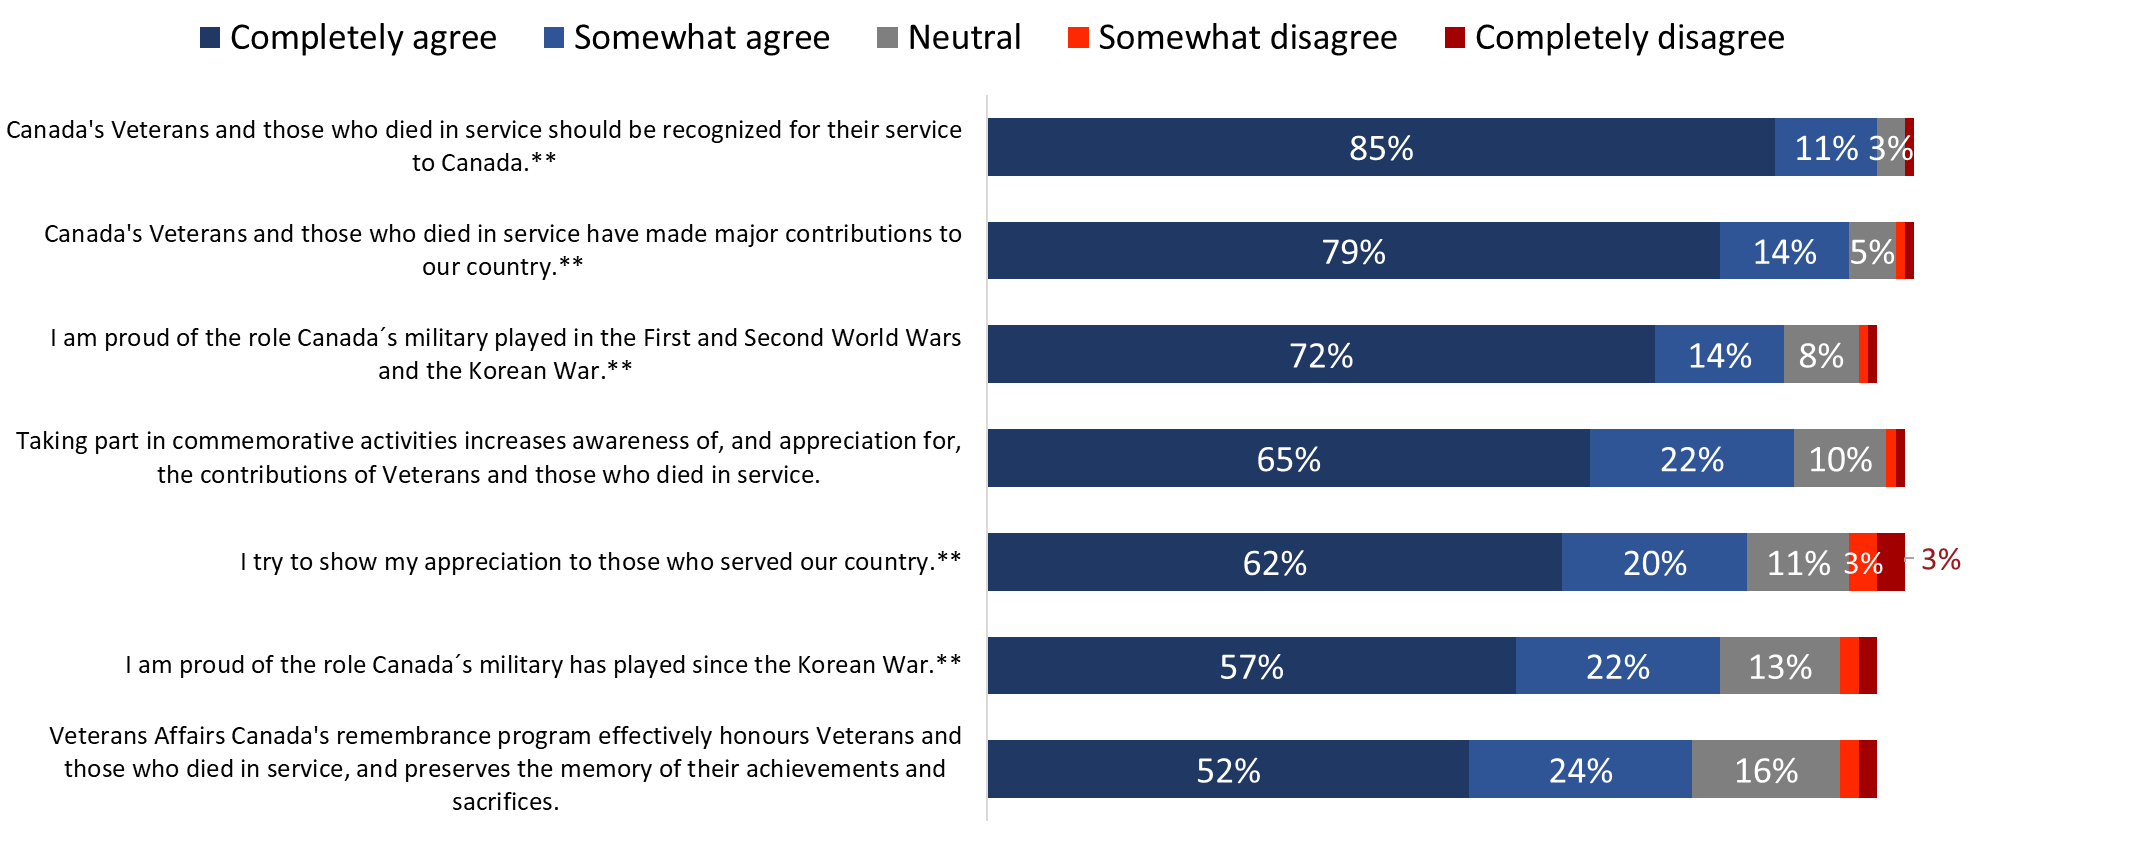 Completely agree Somewhat agree Neutral Somewhat disagree Completely disagree
Canada's Veterans and those who died in service should be recognized for their service
to Canada.**
85% 11% 3%
Canada's Veterans and those who died in service have made major contributions to
our country.**
79% 14% 5%
I am proud of the role Canada´s military played in the First and Second World Wars
and the Korean War.**
72% 14% 8%
Taking part in commemorative activities increases awareness of, and appreciation for,
the contributions of Veterans and those who died in service.
65% 22% 10%
I try to show my appreciation to those who served our country.**
62% 20% 11% 3% 3%
I am proud of the role Canada´s military has played since the Korean War.**
57% 22% 13%
Veterans Affairs Canada's remembrance program effectively honours Veterans and
those who died in service, and preserves the memory of their achievements and
sacrifices.
52% 24% 16%